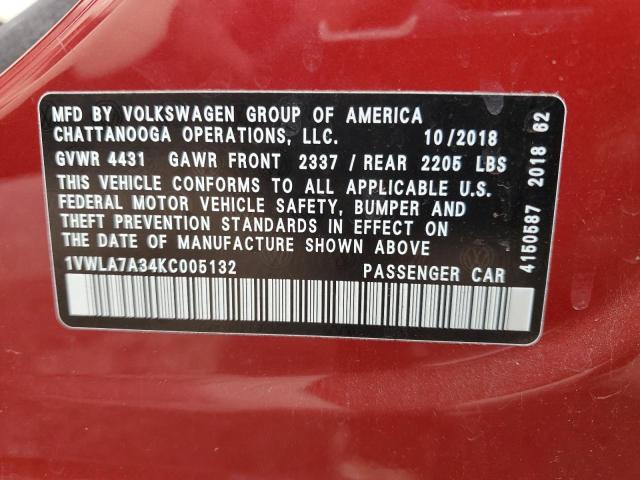 MFD BY VOLKSWAGEN GROUP OF AMERICA
CHATTANOOGA OPERATIONS, LLC. 10/2018
GVWR 4431 GAWR FRONT 2337 / REAR 2205 LBS
THIS VEHICLE CONFORMS TO ALL APPLICABLE U.S.
FEDERAL MOTOR VEHICLE SAFETY, BUMPER AND
THEFT PREVENTION STANDARDS IN EFFECT ON
THE DATE OF MANUFACTURE SHOWN ABOVE
1VWLA7A34KC005132 PASSENGER CAR
4150587 2018 62